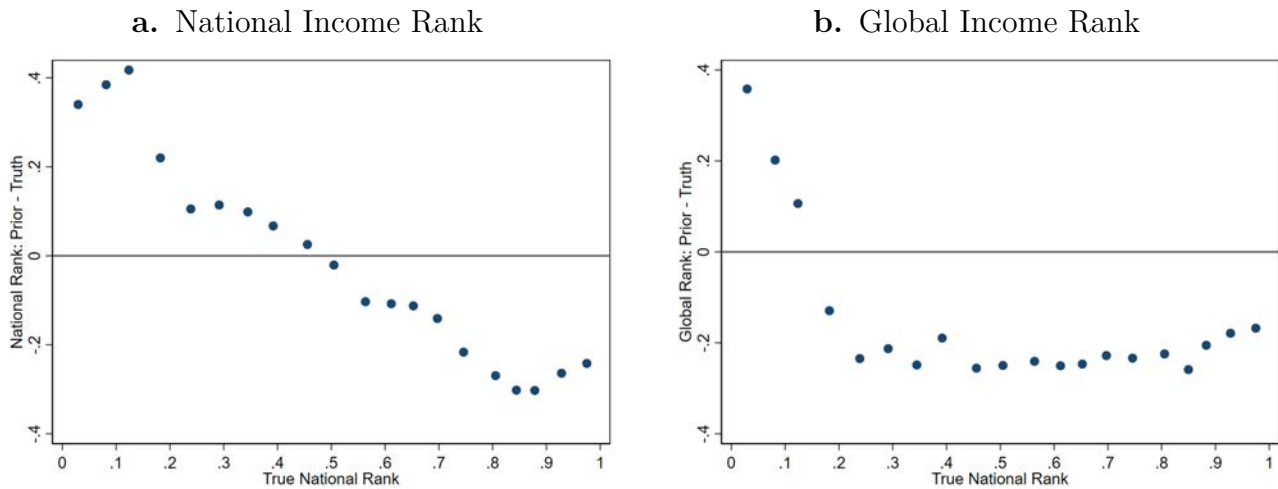 a. National Income Rank
National Rank: Prior - Truth
.4
.2
0
-.2
-.4
0 .1 .2 .3 .4 .5 .6 .7 .8 .9 1
True National Rank
b. Global Income Rank
Global Rank: Prior - Truth
.4
.2
0
-.2
-.4
0 .1 .2 .3 .4 .5 .6 .7 .8 .9 1
True National Rank